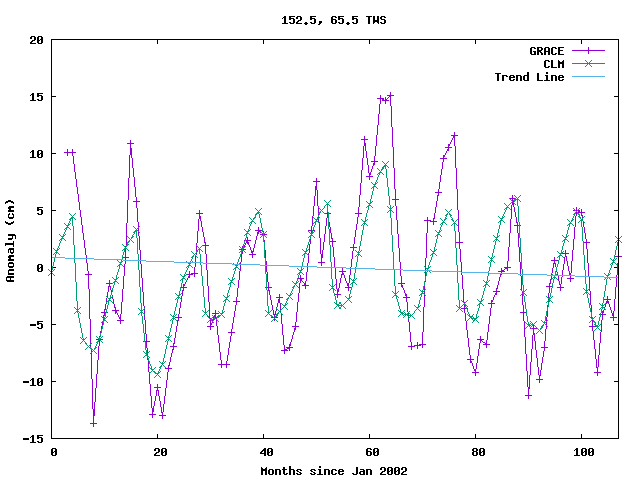 152.5, 65.5 TWS
GRACE
CLM
Trend Line
20
15
10
5
0
-5
-10
-15
Anomaly (cm)
0 20 40 60 80 100
Months since Jan 2002